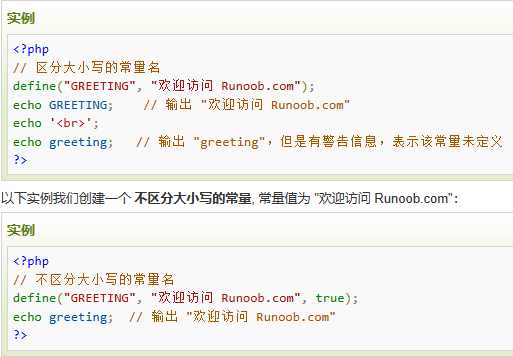 实例
<?php
// 区分大小写的常量名
define("GREETING", "欢迎访问 Runoob.com");
echo GREETING;    // 输出 "欢迎访问 Runoob.com"
echo '<br>';
echo greeting;   // 输出 "greeting"，但是有警告信息，表示该常量未定义
?>
以下实例我们创建一个 不区分大小写的常量, 常量值为 "欢迎访问 Runoob.com"：
实例
<?php
// 不区分大小写的常量名
define("GREETING", "欢迎访问 Runoob.com", true);
echo greeting;  // 输出 "欢迎访问 Runoob.com"
?>